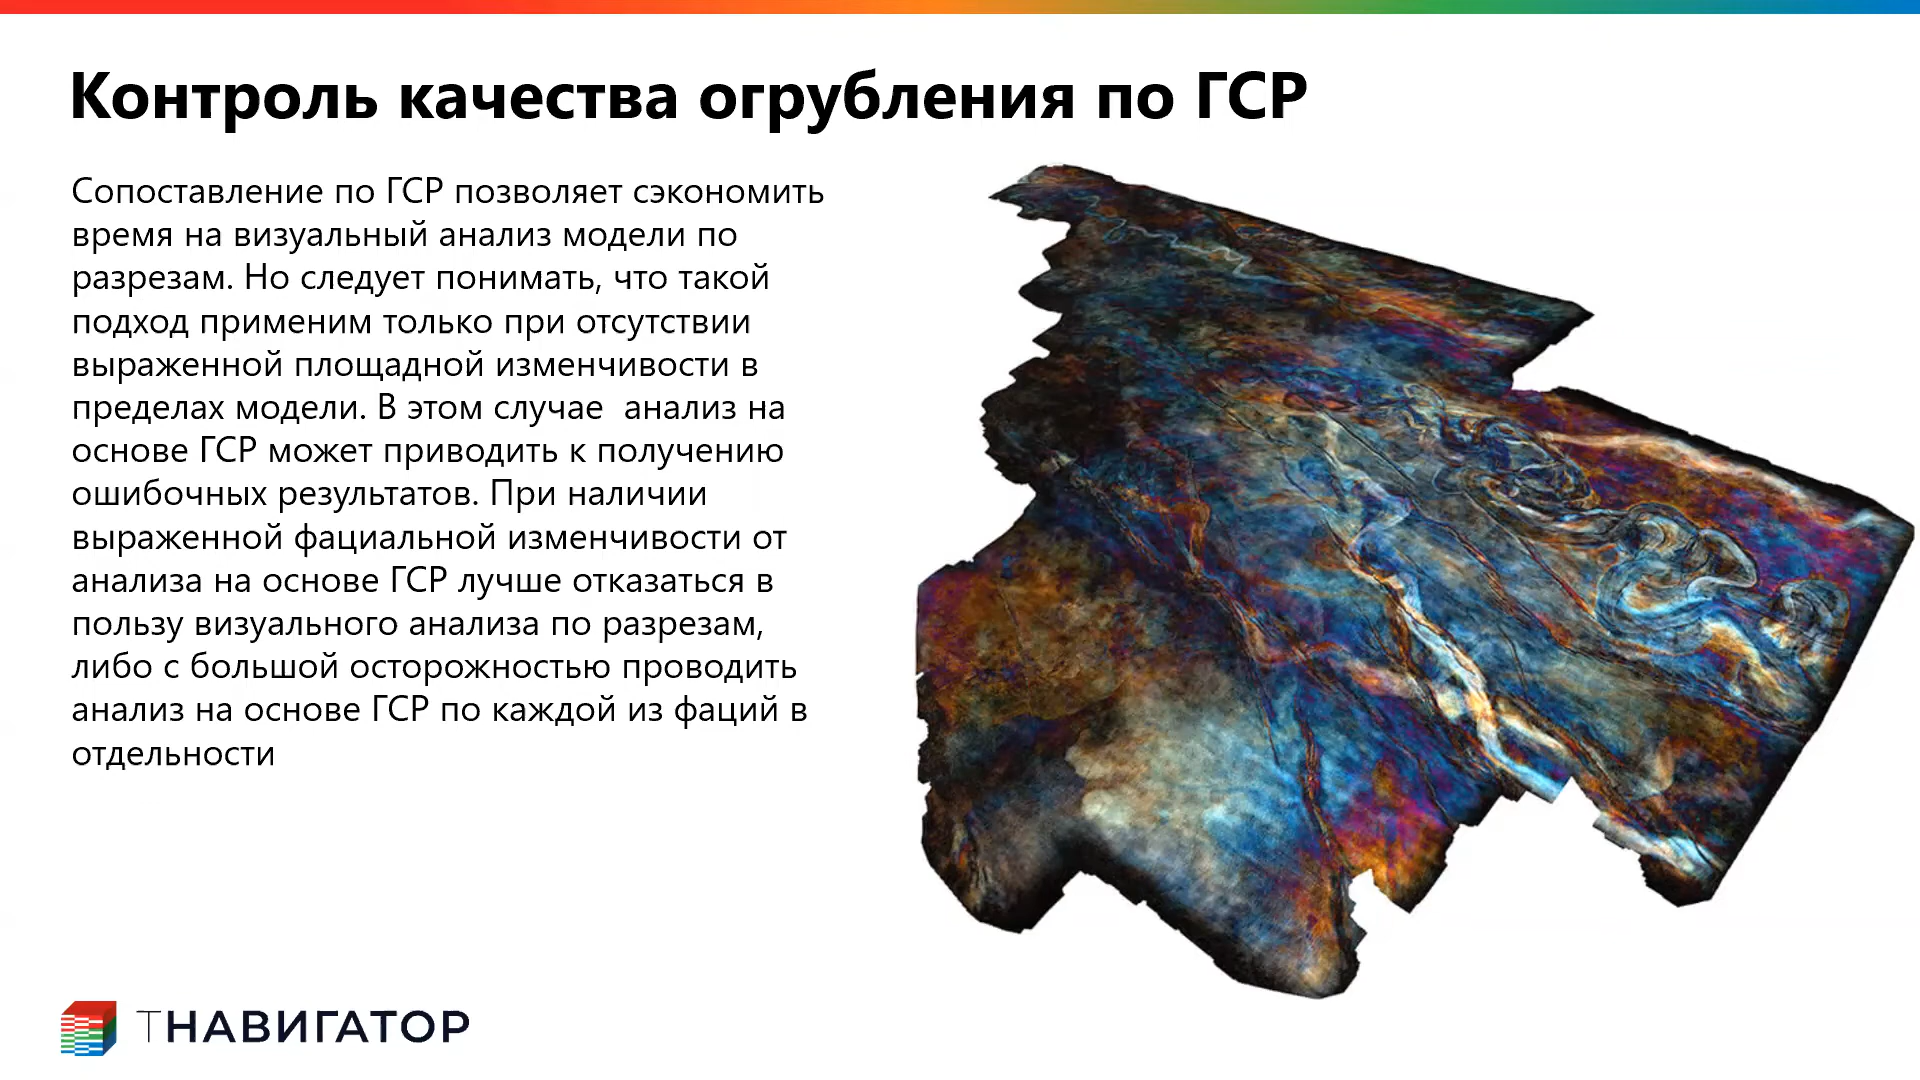 Контроль качества огрубления по ГСР
Сопоставление по ГСР позволяет сэкономить
время на визуальный анализ модели по
разрезам. Но следует понимать, что такой
подход применим только при отсутствии
выраженной площадной изменчивости в
пределах модели. В этом случае  анализ на
основе ГСР может приводить к получению
ошибочных результатов. При наличии
выраженной фациальной изменчивости от
анализа на основе ГСР лучше отказаться в
пользу визуального анализа по разрезам,
либо с большой осторожностью проводить
анализ на основе ГСР по каждой из фаций в
отдельности
ТНАВИГАТОР